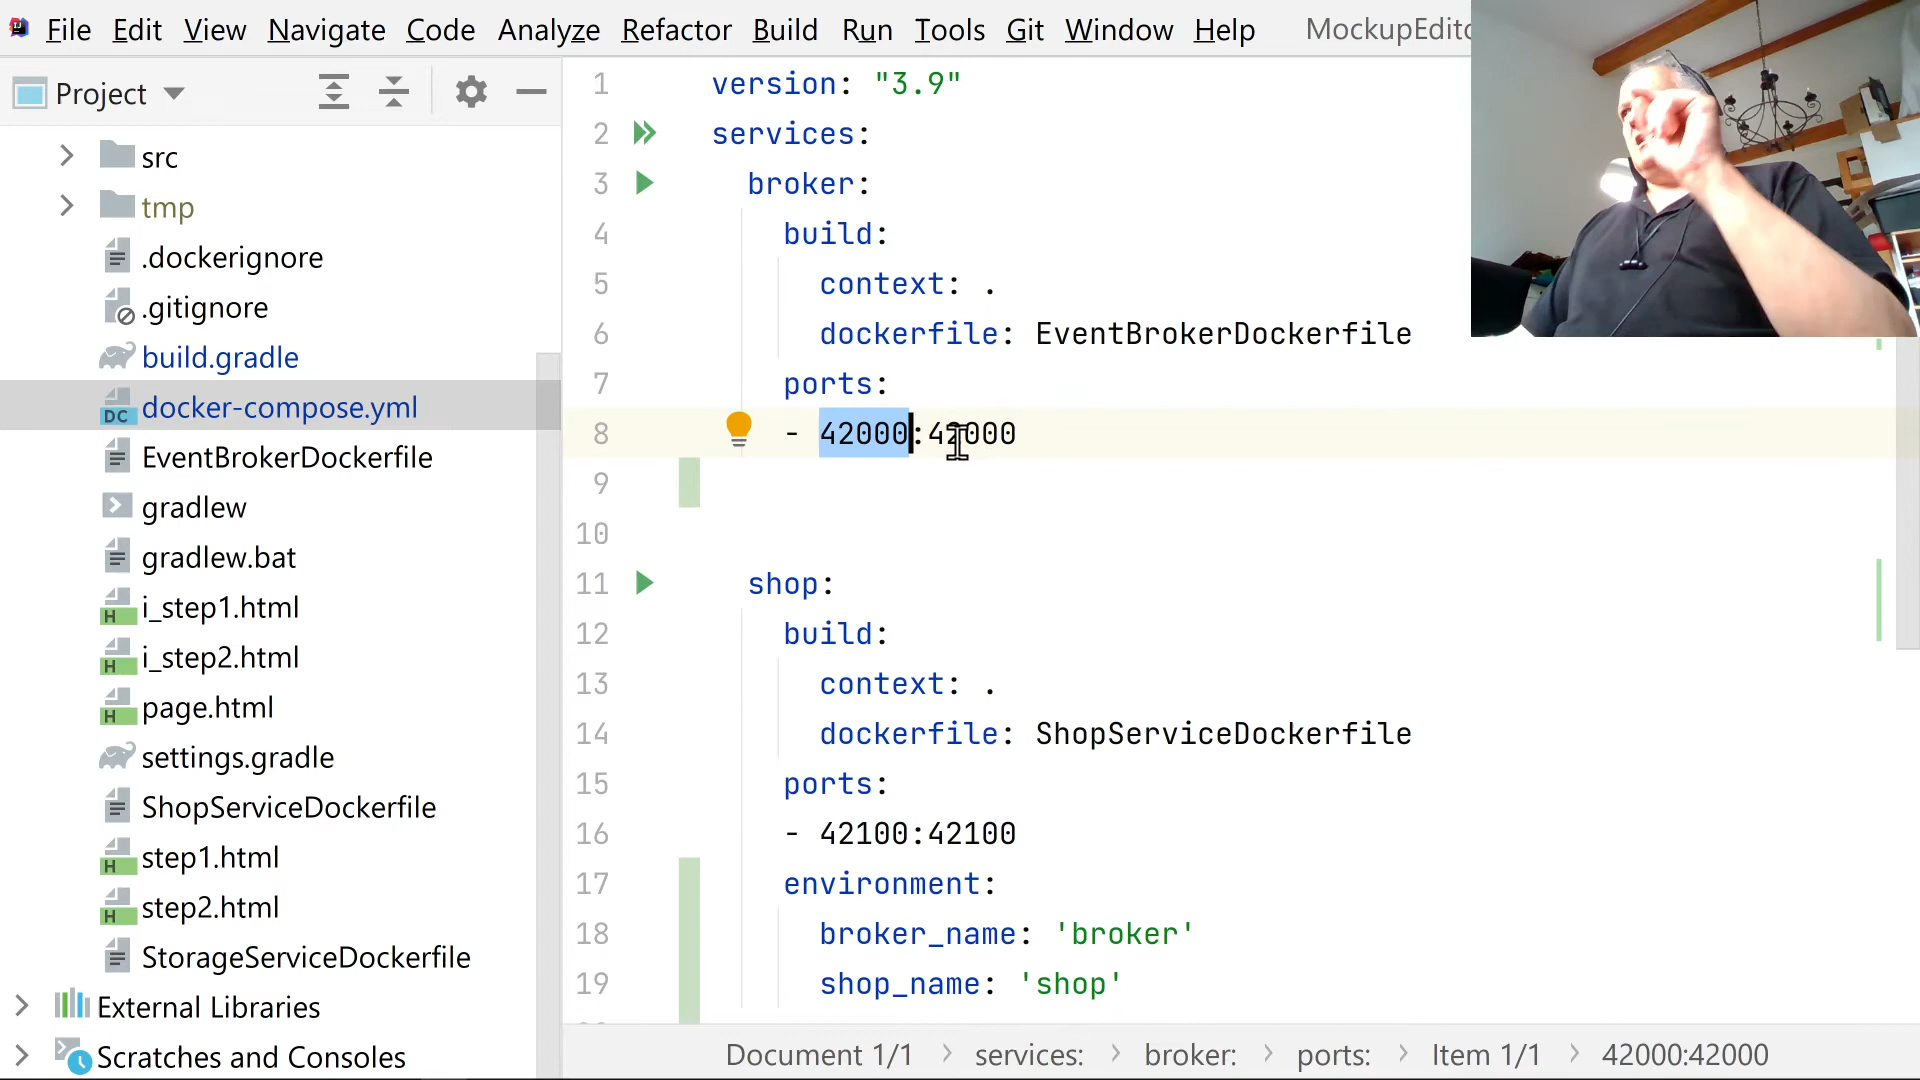 File Edit View Navigate Code Analyze Refactor Build Run Tools Git Window Help MockupEdito
Project
src
tmp
.dockerignore
.gitignore
build.gradle
DC docker-compose.yml
EventBrokerDockerfile
gradlew
gradlew.bat
H i_step1.html
H i_step2.html
H page.html
settings.gradle
ShopServiceDockerfile
H step1.html
H step2.html
StorageServiceDockerfile
External Libraries
Scratches and Consoles
1 version: "3.9"
2 services:
3 broker:
4 build:
5 context: .
6 dockerfile: EventBrokerDockerfile
7 ports:
8 - 42000:42000
9
10
11 shop:
12 build:
13 context: .
14 dockerfile: ShopServiceDockerfile
15 ports:
16 - 42100:42100
17 environment:
18 broker_name: 'broker'
19 shop_name: 'shop'
Document 1/1 › services: › broker: › ports: › Item 1/1 › 42000:42000